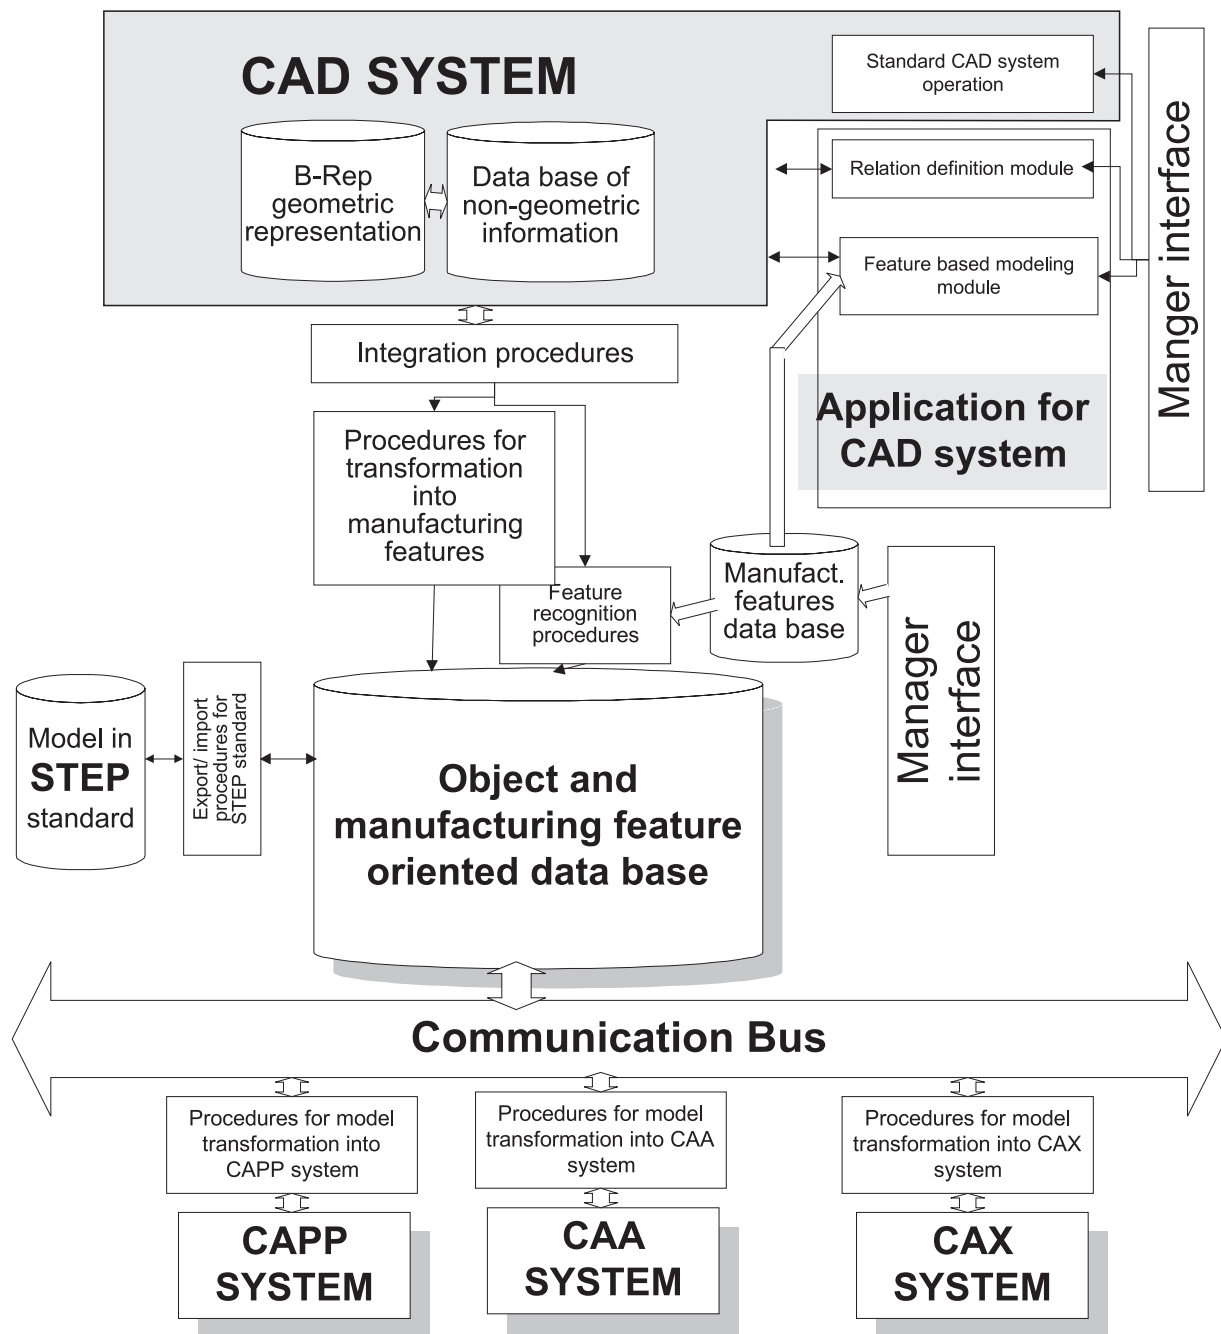 CAD SYSTEM
Standard CAD system
operation
B-Rep
geometric
representation
Data base of
non-geometric
information
Relation definition module
Feature based modeling
module
Manger interface
Integration procedures
Application for
CAD system
Procedures for
transformation
into
manufacturing
features
Feature
recognition
procedures
Manufact.
features
data base
Manager
interface
Model in
STEP
standard
Export/ import
procedures for
STEP standard
Object and
manufacturing feature
oriented data base
Communication Bus
Procedures for model
transformation into
CAPP system
Procedures for model
transformation into CAA
system
Procedures for model
transformation into CAX
system
CAPP
SYSTEM
CAA
SYSTEM
CAX
SYSTEM